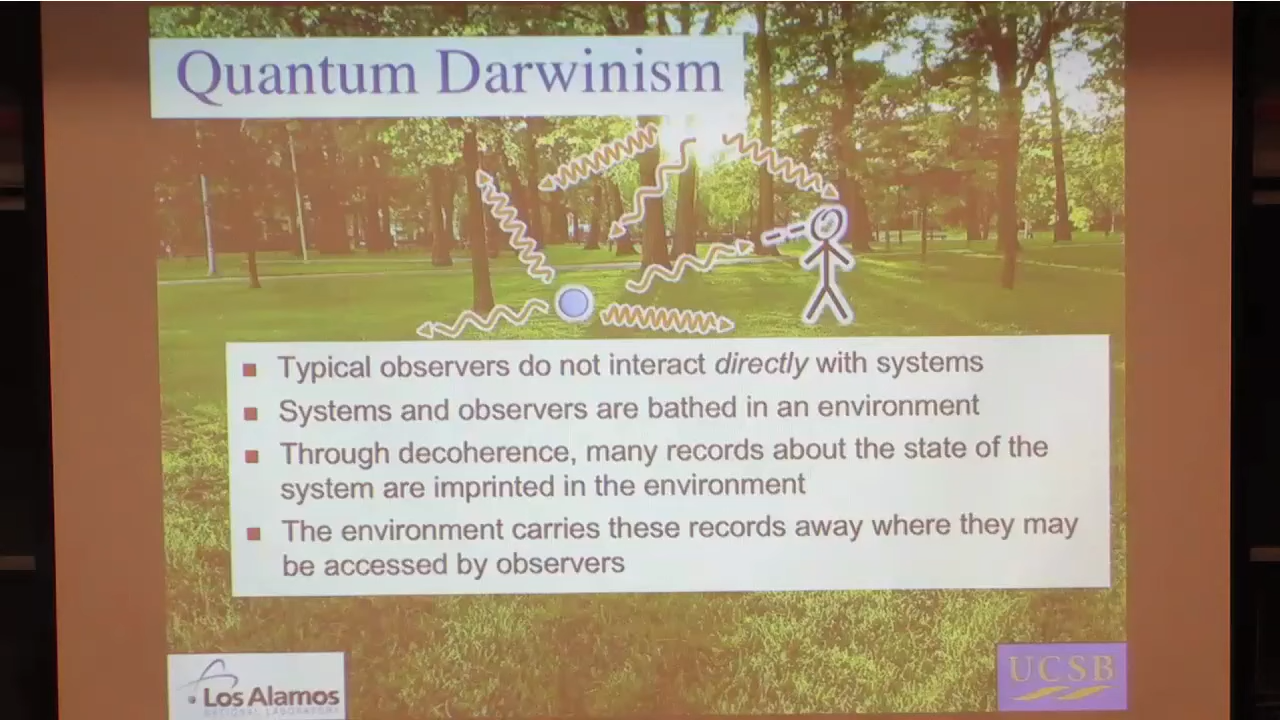 Quantum Darwinism
Typical observers do not interact directly with systems
Systems and observers are bathed in an environment
Through decoherence, many records about the state of the
system are imprinted in the environment
The environment carries these records away where they may
be accessed by observers
Los Alamos
NATIONAL LABORATORY
UCSB